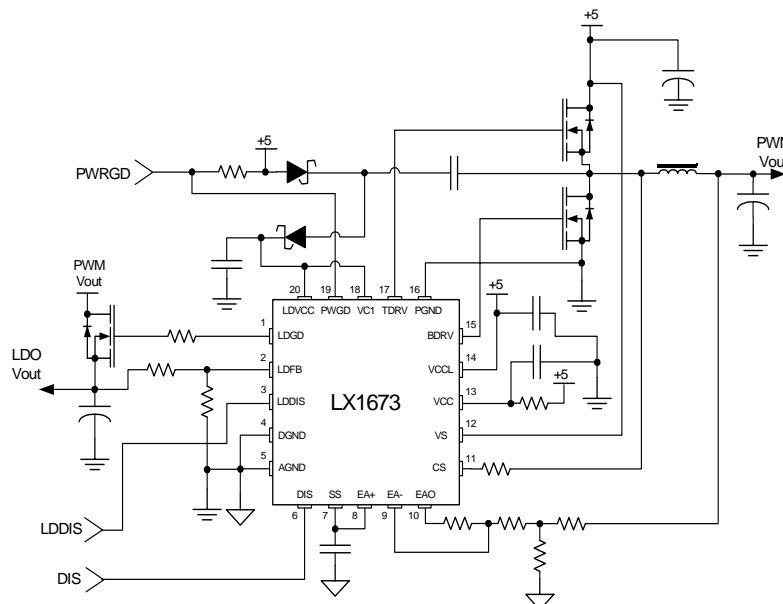 +5
+5
PWRGD
PWM
Vout
PWM
Vout
20 19 18 17 16
LDVCC PWGD VC1 TDRV PGND
+5
1 LDGD
BDRV 15
LDO
Vout
2 LDFB
VCCL 14
+5
3 LDDIS
LX1673
VCC 13
4 DGND
VS 12
5 AGND
CS 11
DIS SS EA+ EA- EAO
6 7 8 9 10
LDDIS
DIS